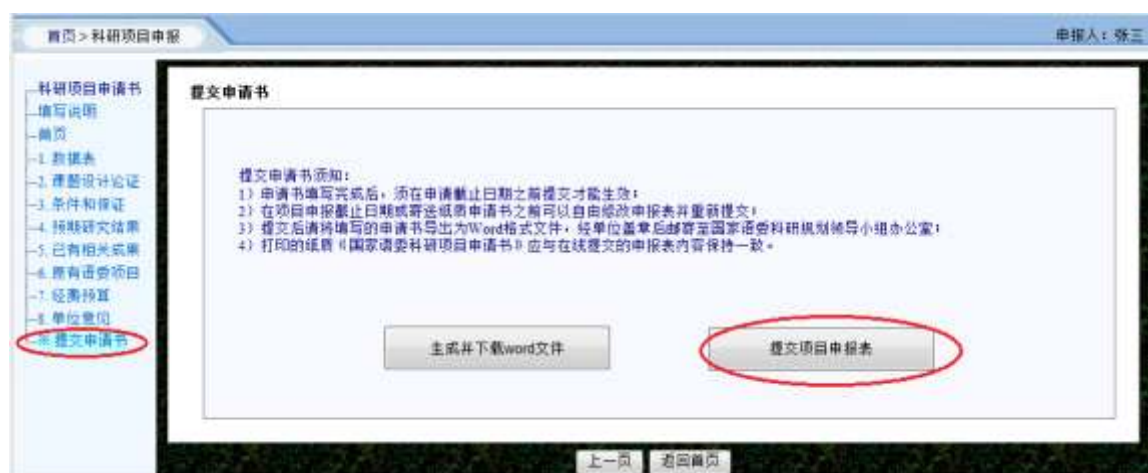 首页>科研项目申报
申报人：张三
科研项目申请书
填写说明
首页
1. 数据表
2. 课题设计论证
3. 条件和保证
4. 预期研究结果
5. 已有相关成果
6. 原有语委项目
7. 经费预算
8. 单位意见
※ 提交申请书
提交申请书
提交申请书须知：
1）申请书填写完成后，须在申请截止日期之前提交才能生效；
2）在项目申报截止日期或寄送纸质申请书之前可以自由修改申报表并重新提交；
3）提交后请将填写的申请书导出为Word格式文件，经单位盖章后邮寄至国家语委科研规划领导小组办公室；
4）打印的纸质《国家语委科研项目申请书》应与在线提交的申报表内容保持一致。
生成并下载word文件
提交项目申报表
上一页
返回首页